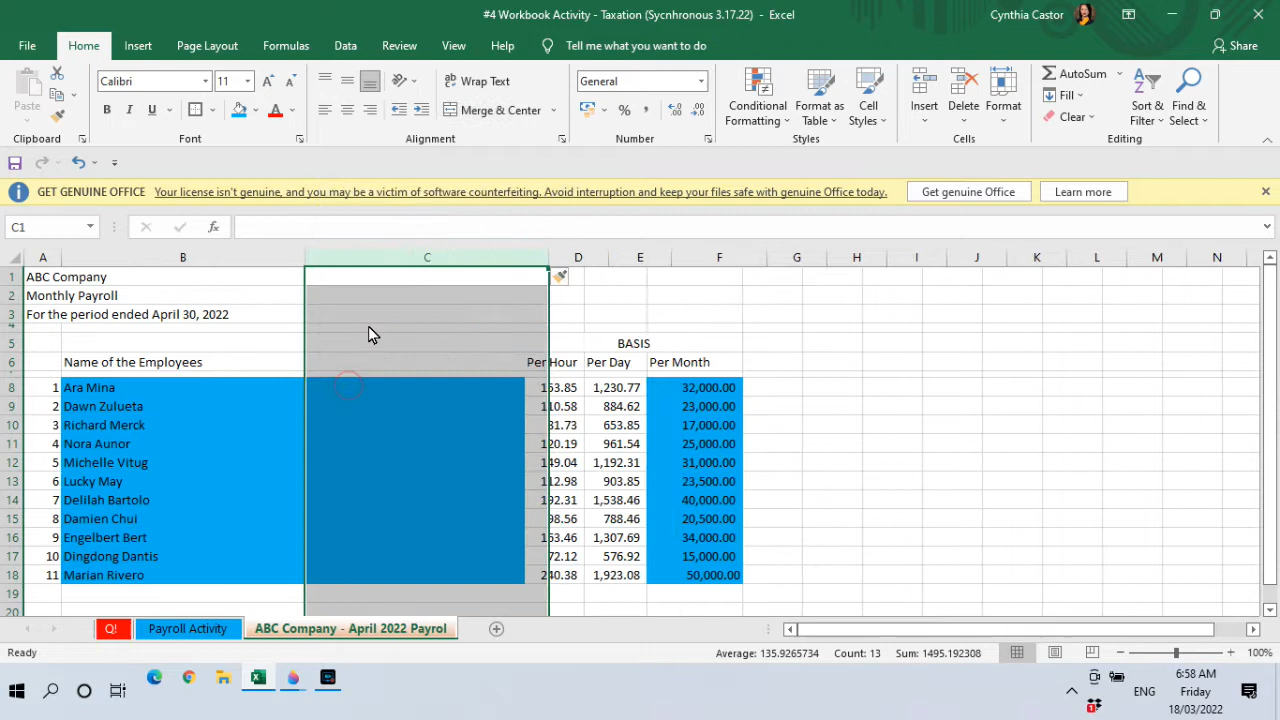 #4 Workbook Activity - Taxation (Sycnhronous 3.17.22) - Excel
Cynthia Castor
File Home Insert Page Layout Formulas Data Review View Help Tell me what you want to do Share
Paste Calibri 11 Wrap Text General Conditional Formatting Format as Table Cell Styles Insert Delete Format AutoSum Fill Clear Sort & Filter Find & Select
B I U A Merge & Center % ,
Clipboard Font Alignment Number Styles Cells Editing
GET GENUINE OFFICE Your license isn't genuine, and you may be a victim of software counterfeiting. Avoid interruption and keep your files safe with genuine Office today. Get genuine Office Learn more
C1 fx
A B C D E F G H I J K L M N
1 ABC Company
2 Monthly Payroll
3 For the period ended April 30, 2022
4
5 BASIS
6 Name of the Employees Per Hour Per Day Per Month
8 1 Ara Mina 153.85 1,230.77 32,000.00
9 2 Dawn Zulueta 110.58 884.62 23,000.00
10 3 Richard Merck 81.73 653.85 17,000.00
11 4 Nora Aunor 120.19 961.54 25,000.00
12 5 Michelle Vitug 149.04 1,192.31 31,000.00
13 6 Lucky May 112.98 903.85 23,500.00
14 7 Delilah Bartolo 192.31 1,538.46 40,000.00
15 8 Damien Chui 98.56 788.46 20,500.00
16 9 Engelbert Bert 163.46 1,307.69 34,000.00
17 10 Dingdong Dantis 72.12 576.92 15,000.00
18 11 Marian Rivero 240.38 1,923.08 50,000.00
19
20
Q! Payroll Activity ABC Company - April 2022 Payrol
Ready Average: 135.9265734 Count: 13 Sum: 1495.192308 100%
6:58 AM
ENG Friday
18/03/2022